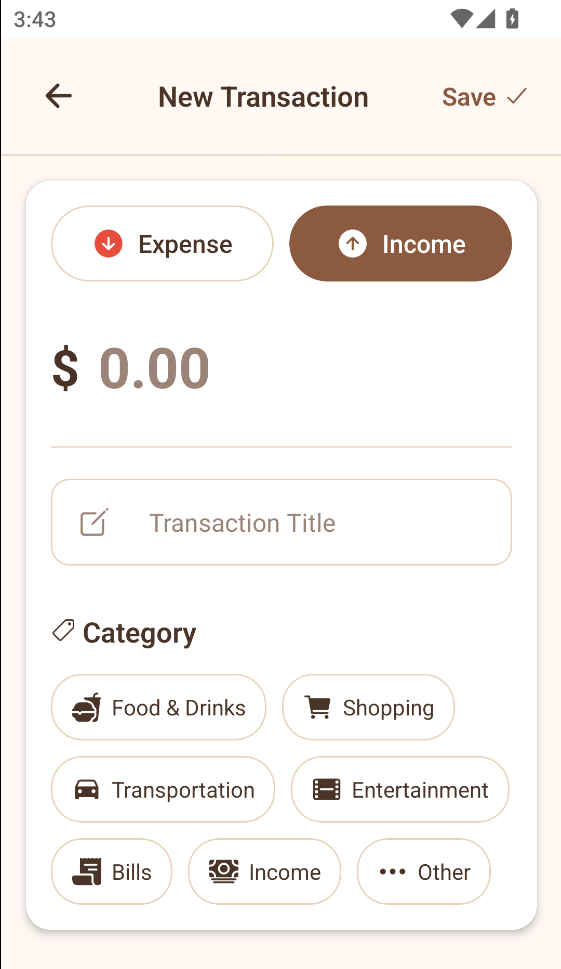 3:43
New Transaction
Save
Expense
Income
$ 0.00
Transaction Title
Category
Food & Drinks
Shopping
Transportation
Entertainment
Bills
Income
Other